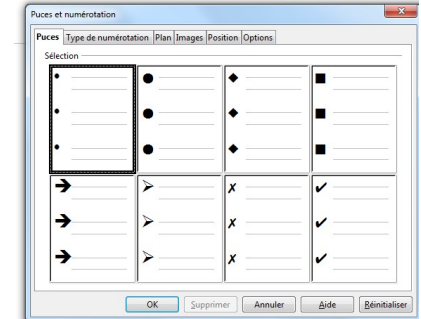 Puces et numérotation
Puces Type de numérotation Plan Images Position Options
Sélection
OK Supprimer Annuler Aide Réinitialiser